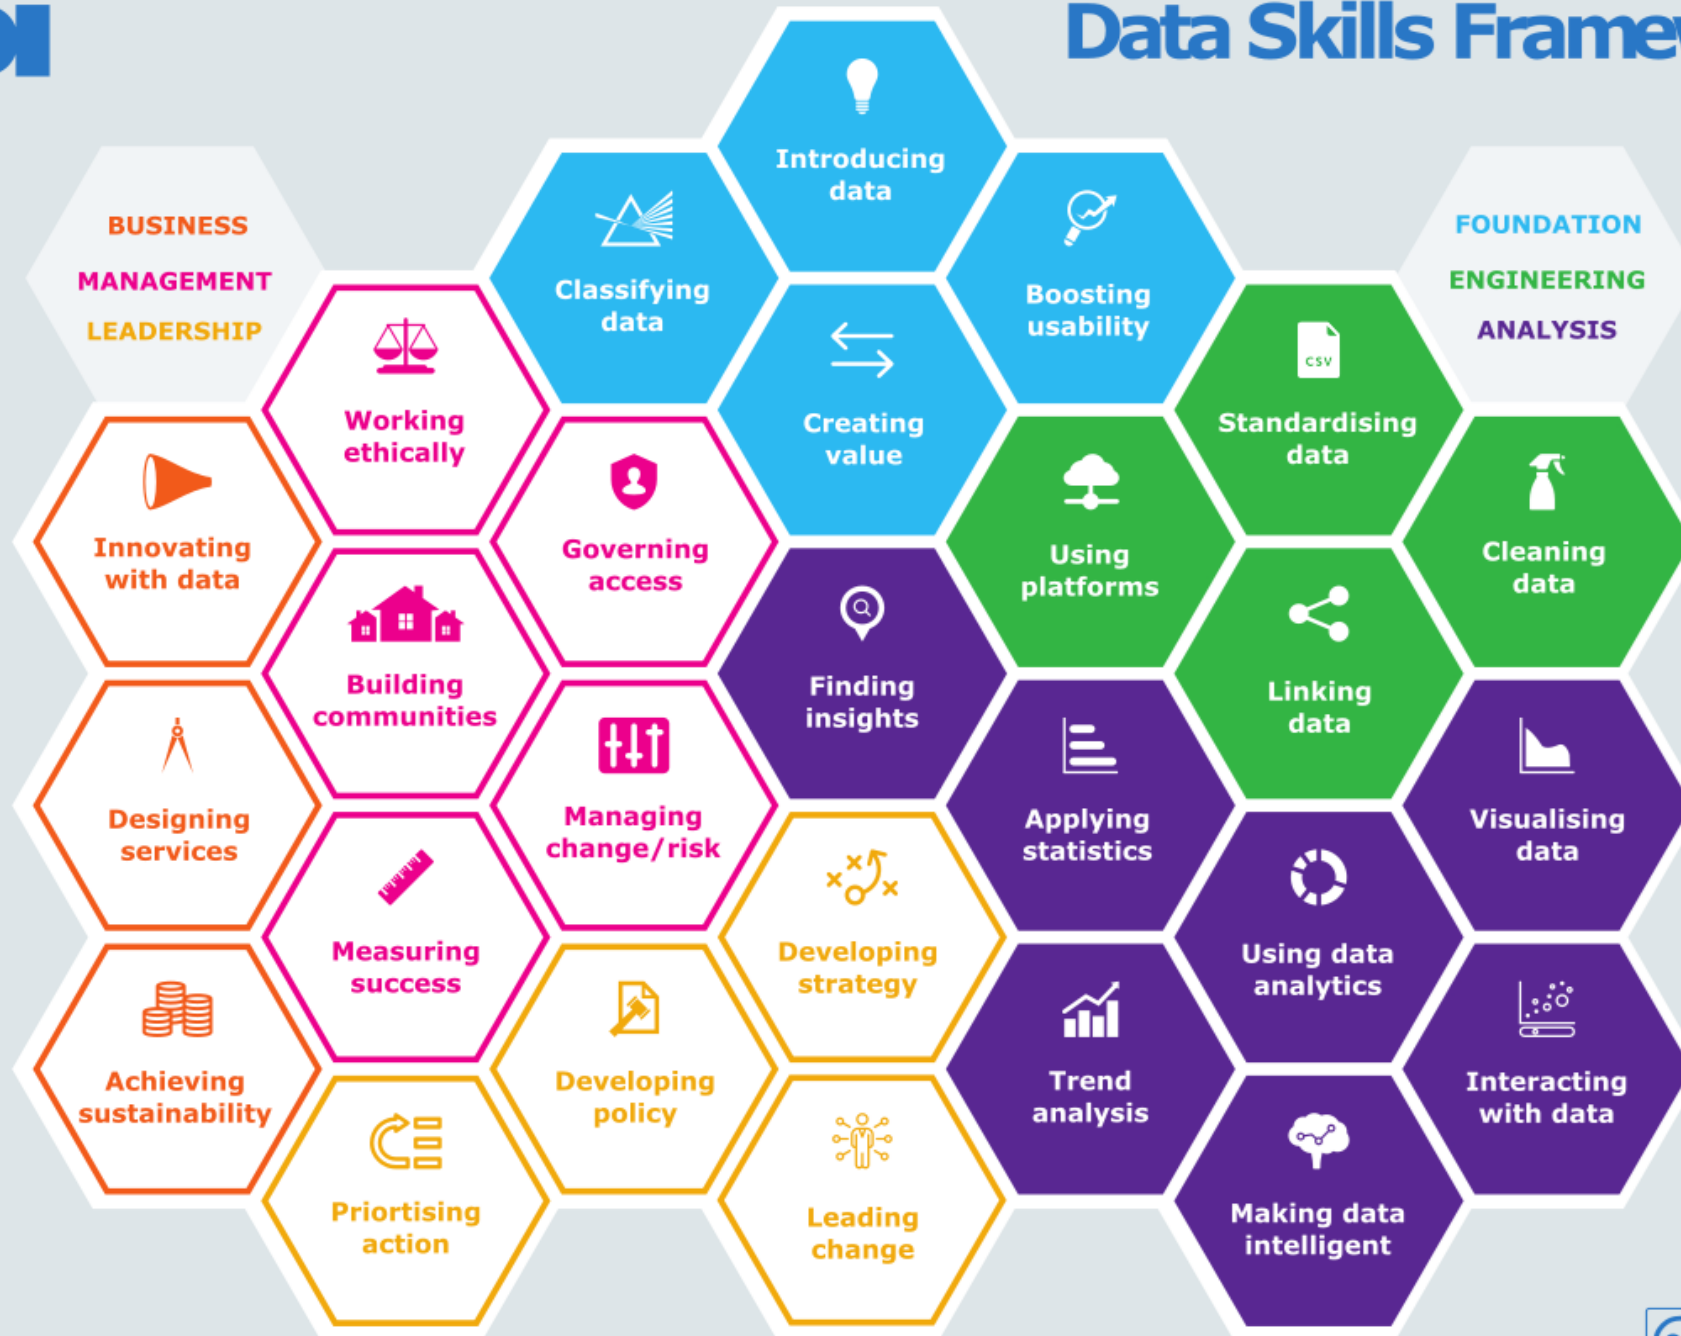 Data Skills
Introducing
data
BUSINESS
MANAGEMENT
LEADERSHIP
Classifying
data
Boosting
usability
FOUNDATION
ENGINEERING
ANALYSIS
Working
ethically
Creating
value
Standardising
data
CSV
Innovating
with data
Governing
access
Using
platforms
Cleaning
data
Building
communities
Finding
insights
Linking
data
Designing
services
Managing
change/risk
Applying
statistics
Visualising
data
Measuring
success
Developing
strategy
Using data
analytics
Achieving
sustainability
Developing
policy
Trend
analysis
Interacting
with data
Priortising
action
Leading
change
Making data
intelligent